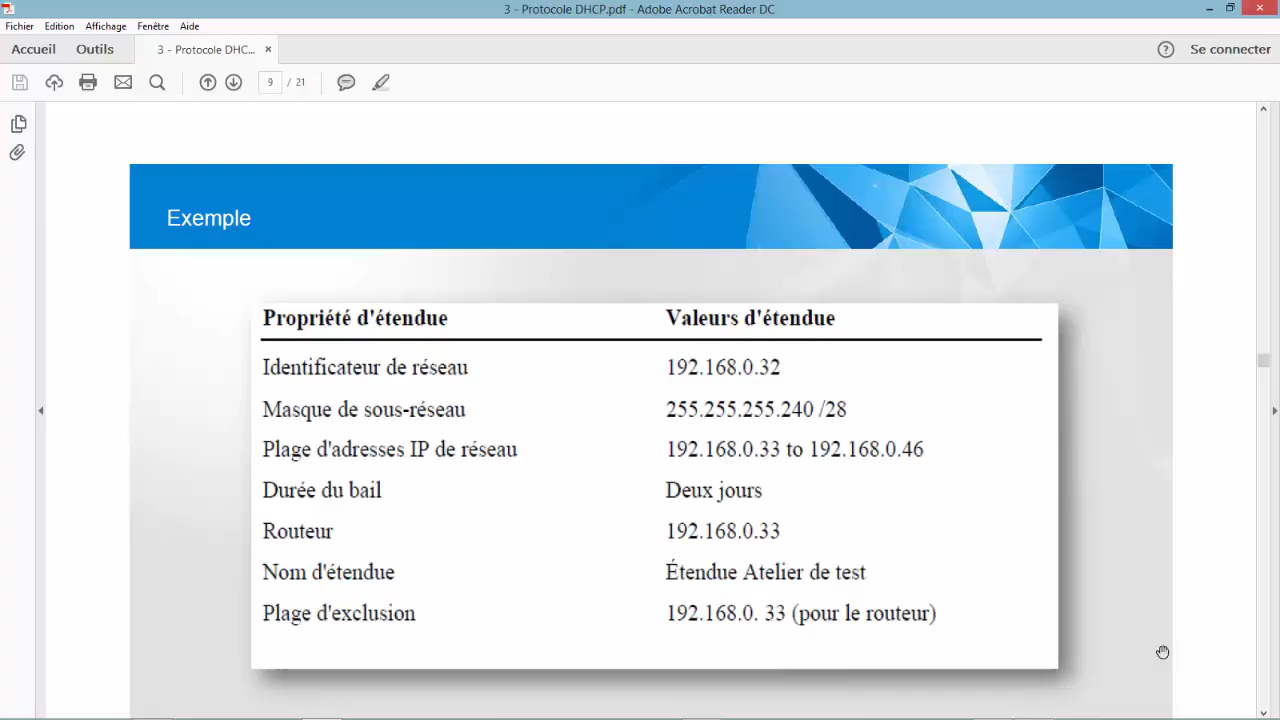 3 - Protocole DHCP.pdf - Adobe Acrobat Reader DC
Fichier Edition Affichage Fenêtre Aide
Accueil Outils 3 - Protocole DHC... × ? Se connecter
9 / 21
Exemple
Propriété d'étendue Valeurs d'étendue
Identificateur de réseau 192.168.0.32
Masque de sous-réseau 255.255.255.240 /28
Plage d'adresses IP de réseau 192.168.0.33 to 192.168.0.46
Durée du bail Deux jours
Routeur 192.168.0.33
Nom d'étendue Étendue Atelier de test
Plage d'exclusion 192.168.0. 33 (pour le routeur)